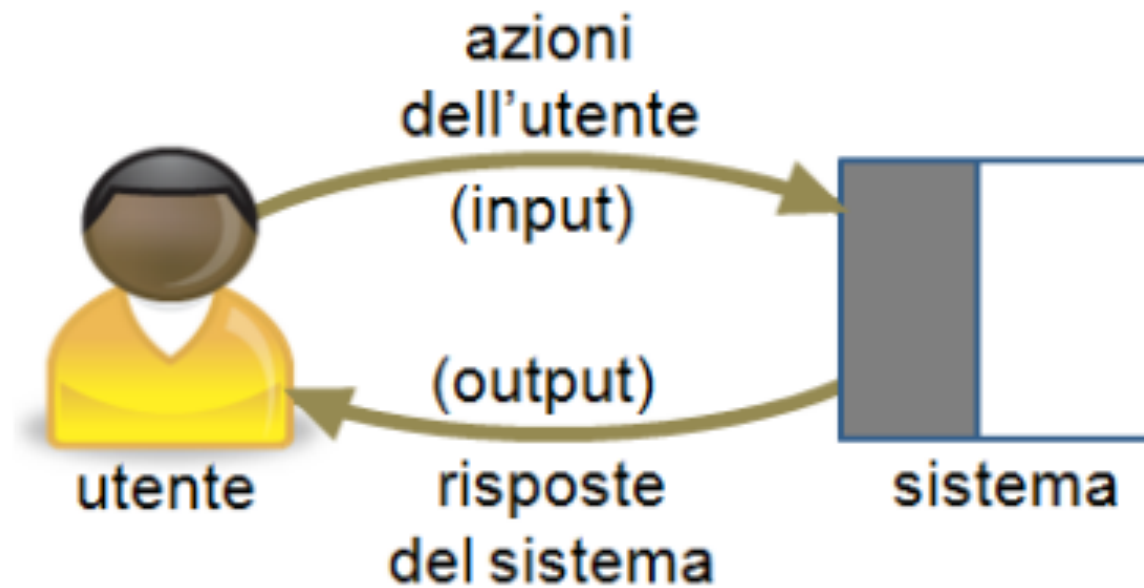 azioni
dell'utente
(input)
(output)
utente
risposte
del sistema
sistema